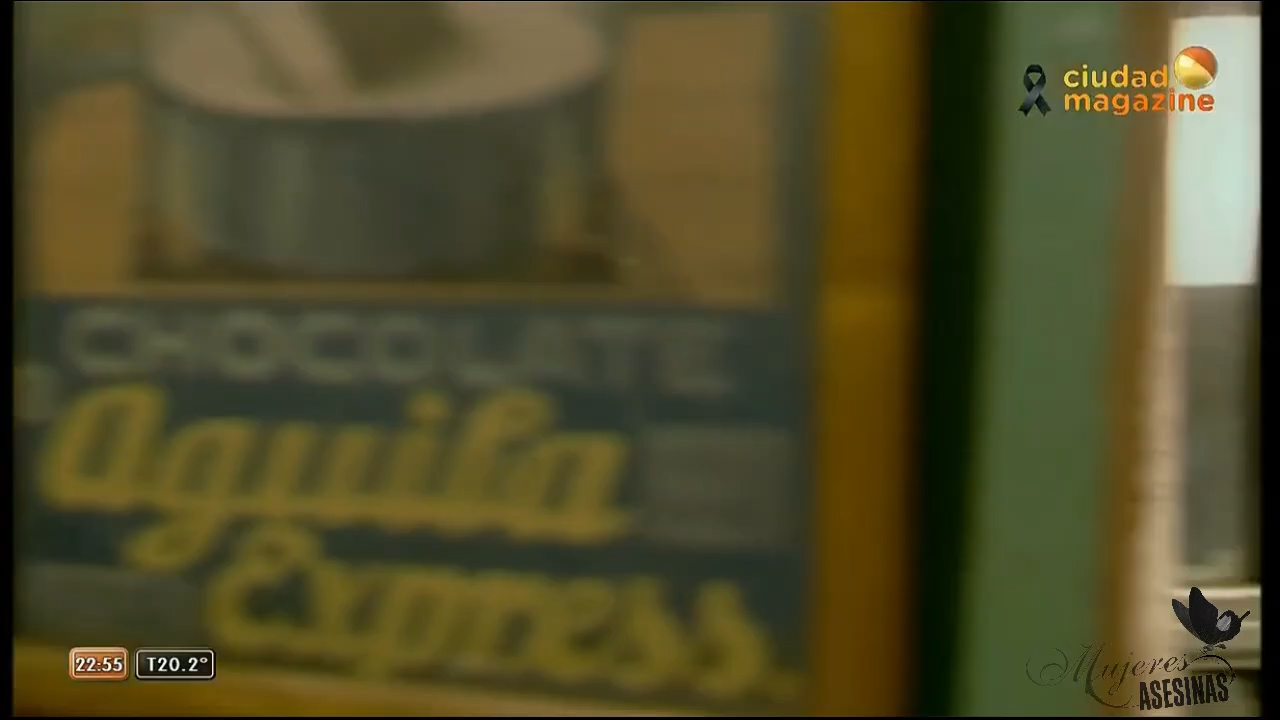 ciudad
magazine
CHOCOLATE
Aguila
Express
22:55 T20.2°
Mujeres
ASESINAS